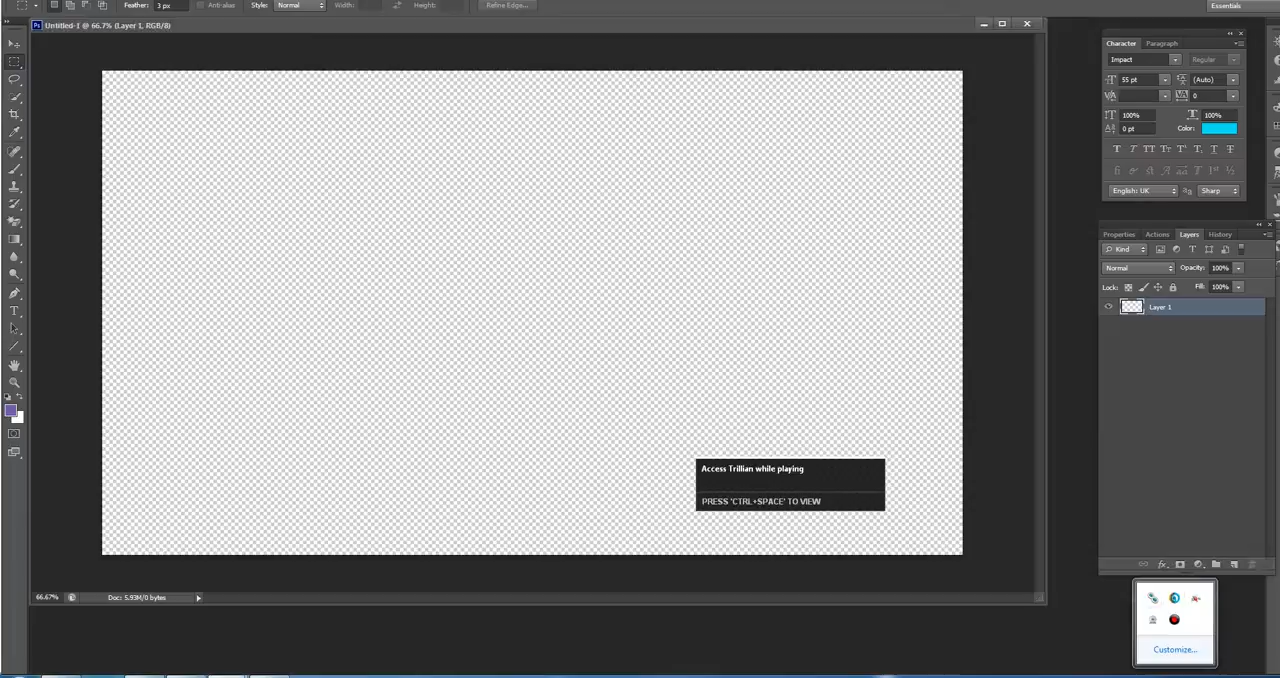 Feather: 3 px Anti-alias Style: Normal Width: Height: Refine Edge... Essentials
Untitled-1 @ 66.7% (Layer 1, RGB/8)
Character Paragraph
Impact Regular
55 pt (Auto)
0
100% 100%
0 pt Color:
English: UK Sharp
Properties Actions Layers History
Kind
Normal Opacity: 100%
Lock: Fill: 100%
Layer 1
Access Trillian while playing
PRESS 'CTRL+SPACE' TO VIEW
66.67% Doc: 5.93M/0 bytes
Customize...